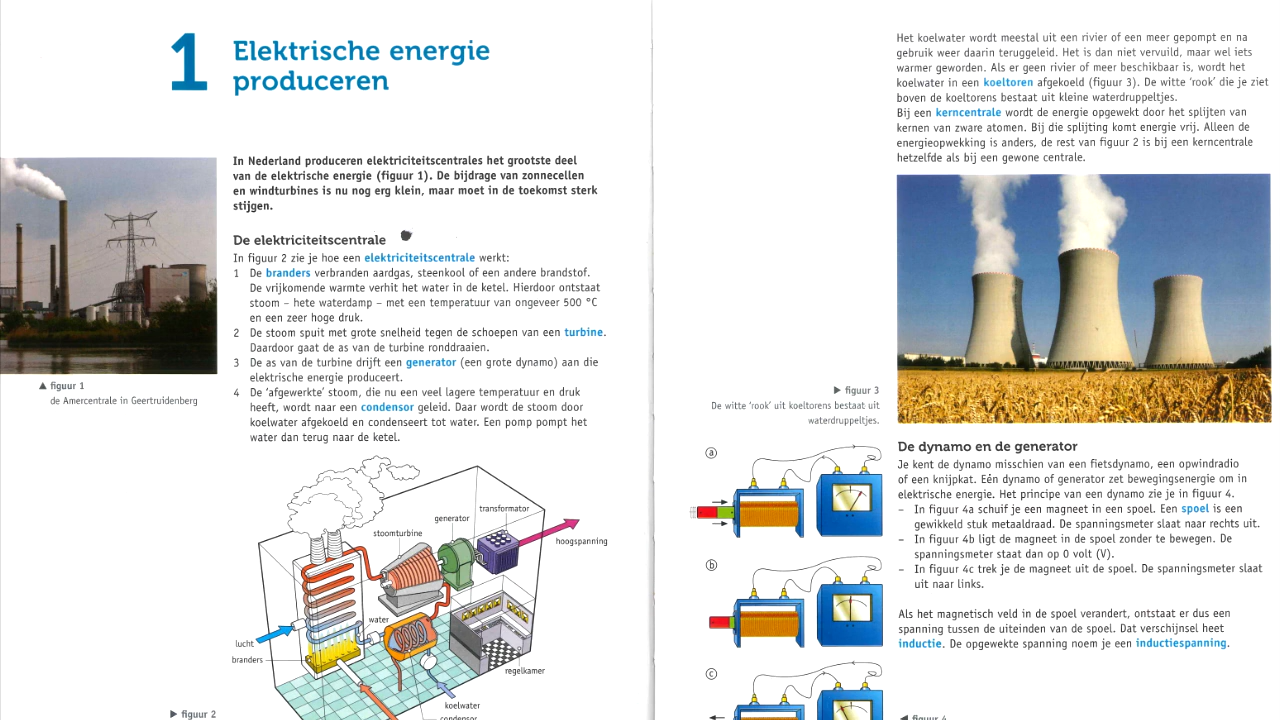 1
Elektrische energie
produceren
In Nederland produceren elektriciteitscentrales het grootste deel
van de elektrische energie (figuur 1). De bijdrage van zonnecellen
en windturbines is nu nog erg klein, maar moet in de toekomst sterk
stijgen.
▲ figuur 1
de Amercentrale in Geertruidenberg
De elektriciteitscentrale
In figuur 2 zie je hoe een elektriciteitscentrale werkt:
1 De branders verbranden aardgas, steenkool of een andere brandstof.
De vrijkomende warmte verhit het water in de ketel. Hierdoor ontstaat
stoom – hete waterdamp – met een temperatuur van ongeveer 500 °C
en een zeer hoge druk.
2 De stoom spuit met grote snelheid tegen de schoepen van een turbine.
Daardoor gaat de as van de turbine ronddraaien.
3 De as van de turbine drijft een generator (een grote dynamo) aan die
elektrische energie produceert.
4 De 'afgewerkte' stoom, die nu een veel lagere temperatuur en druk
heeft, wordt naar een condensor geleid. Daar wordt de stoom door
koelwater afgekoeld en condenseert tot water. Een pomp pompt het
water dan terug naar de ketel.
transformator
generator
stoomturbine
hoogspanning
water
lucht
branders
regelkamer
koelwater
condensor
▶ figuur 2
Het koelwater wordt meestal uit een rivier of een meer gepompt en na
gebruik weer daarin teruggeleid. Het is dan niet vervuild, maar wel iets
warmer geworden. Als er geen rivier of meer beschikbaar is, wordt het
koelwater in een koeltoren afgekoeld (figuur 3). De witte 'rook' die je ziet
boven de koeltorens bestaat uit kleine waterdruppeltjes.
Bij een kerncentrale wordt de energie opgewekt door het splijten van
kernen van zware atomen. Bij die splijting komt energie vrij. Alleen de
energieopwekking is anders, de rest van figuur 2 is bij een kerncentrale
hetzelfde als bij een gewone centrale.
▶ figuur 3
De witte 'rook' uit koeltorens bestaat uit
waterdruppeltjes.
De dynamo en de generator
Je kent de dynamo misschien van een fietsdynamo, een opwindradio
of een knijpkat. Eén dynamo of generator zet bewegingsenergie om in
elektrische energie. Het principe van een dynamo zie je in figuur 4.
– In figuur 4a schuif je een magneet in een spoel. Een spoel is een
gewikkeld stuk metaaldraad. De spanningsmeter slaat naar rechts uit.
– In figuur 4b ligt de magneet in de spoel zonder te bewegen. De
spanningsmeter staat dan op 0 volt (V).
– In figuur 4c trek je de magneet uit de spoel. De spanningsmeter slaat
uit naar links.
Als het magnetisch veld in de spoel verandert, ontstaat er dus een
spanning tussen de uiteinden van de spoel. Dat verschijnsel heet
inductie. De opgewekte spanning noem je een inductiespanning.
a
b
c
◀ figuur 4